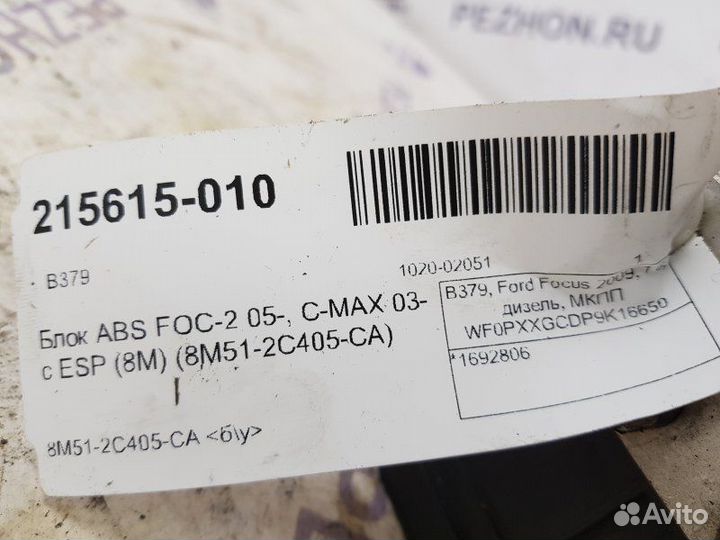 PEZHON.RU
215615-010
B379
1020-02051
Блок ABS FOC-2 05-, C-MAX 03-
с ESP (8M) (8M51-2C405-CA)
8M51-2C405-CA <б\у>
B379, Ford Focus 2009,
дизель, МКПП
WF0PXXGCDP9K16650
*1692806
Avito